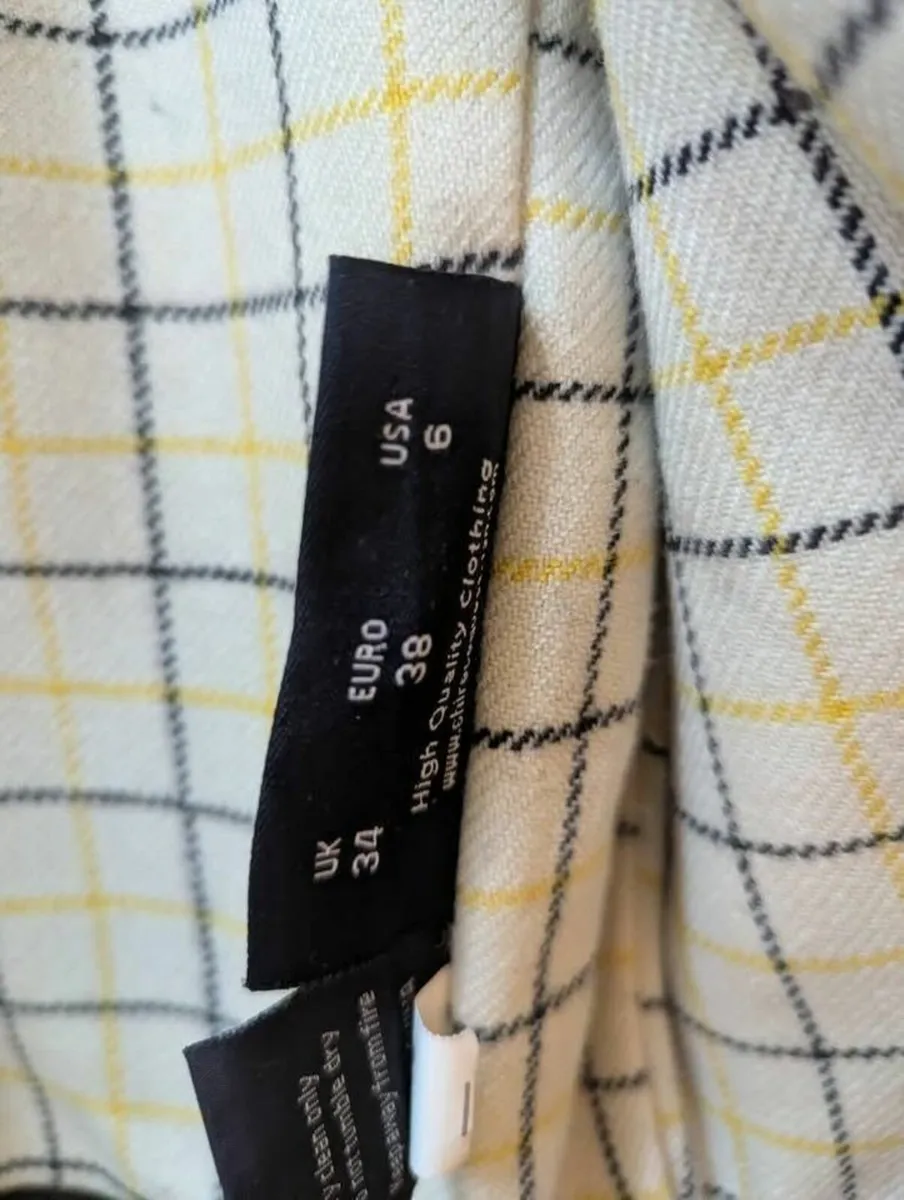 UK EURO USA
34 38 6
High Quality Clothing
clean only
not tumble dry
away from fire